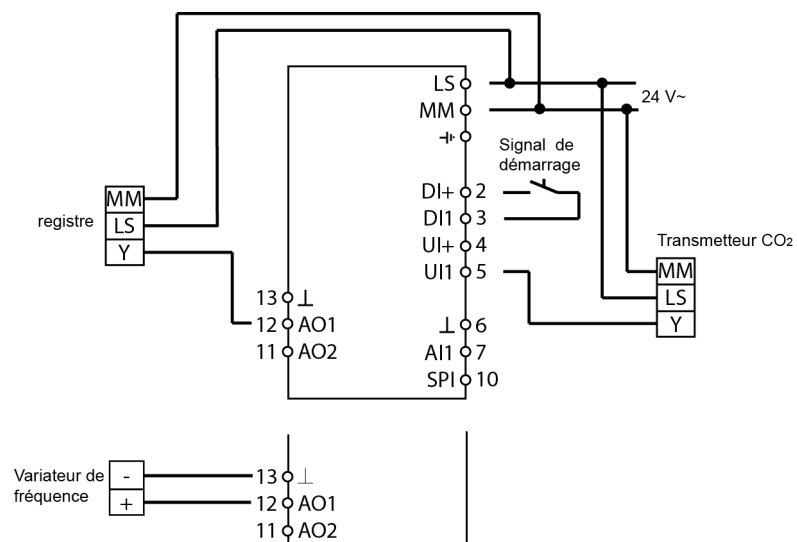 LS
MM
24 V~
Signal de
démarrage
DI+ 2
DI1 3
UI+ 4
UI1 5
⊥ 6
AI1 7
SPI 10
registre
MM
LS
Y
13 ⊥
12 AO1
11 AO2
Transmetteur CO₂
MM
LS
Y
Variateur de
fréquence
-
+
13 ⊥
12 AO1
11 AO2